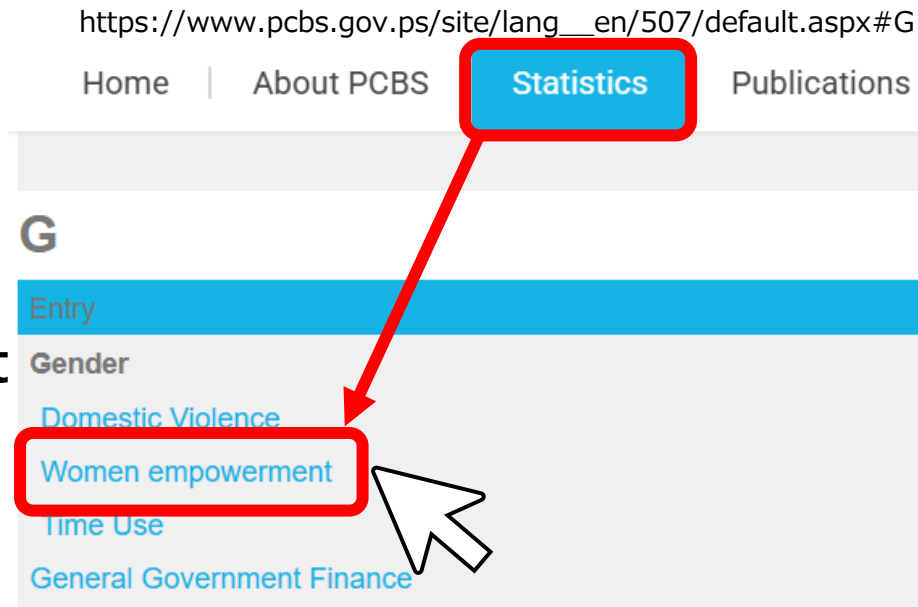 https://www.pcbs.gov.ps/site/lang__en/507/default.aspx#G
Home | About PCBS Statistics Publications
G
Entry
Gender
Domestic Violence
Women empowerment
Time Use
General Government Finance